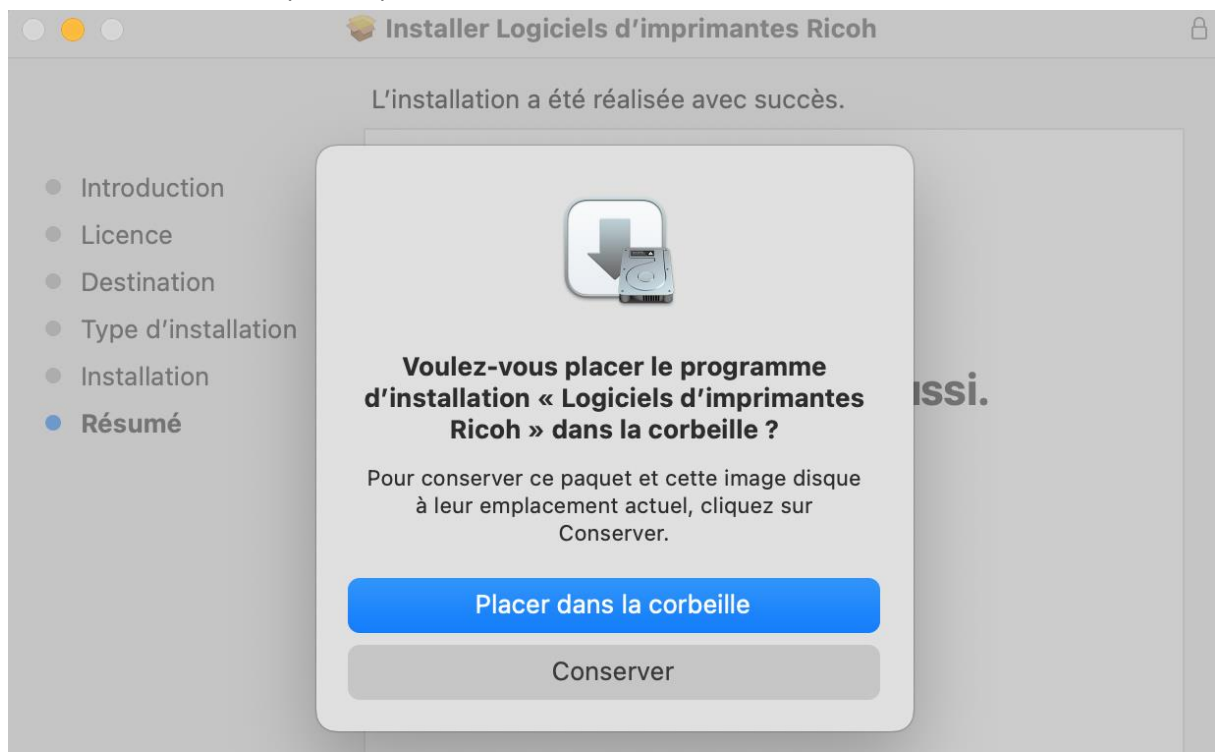 Installer Logiciels d’imprimantes Ricoh
L’installation a été réalisée avec succès.
Introduction
Licence
Destination
Type d’installation
Installation
Résumé
Voulez-vous placer le programme
d’installation « Logiciels d’imprimantes
Ricoh » dans la corbeille ?
Pour conserver ce paquet et cette image disque
à leur emplacement actuel, cliquez sur
Conserver.
Placer dans la corbeille
Conserver